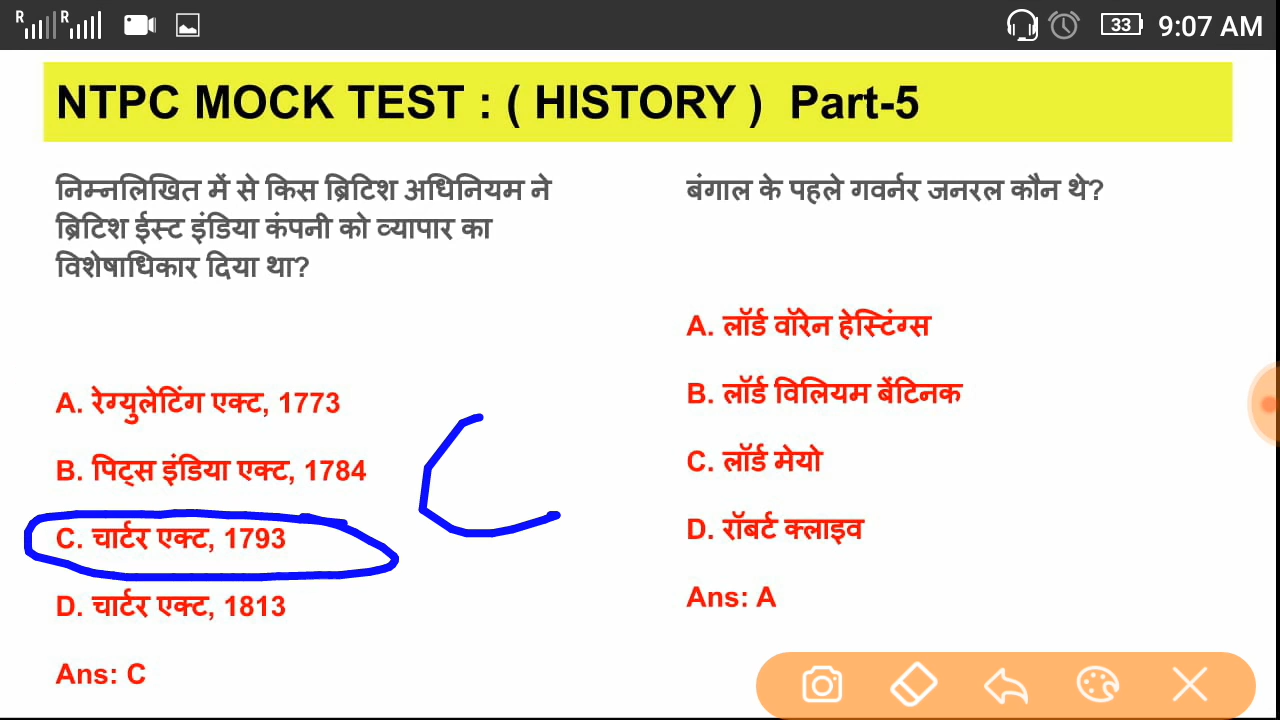 R R 33 9:07 AM
NTPC MOCK TEST : ( HISTORY ) Part-5
निम्नलिखित में से किस ब्रिटिश अधिनियम ने
ब्रिटिश ईस्ट इंडिया कंपनी को व्यापार का
विशेषाधिकार दिया था?
A. रेग्युलेटिंग एक्ट, 1773
B. पिट्स इंडिया एक्ट, 1784
C
C. चार्टर एक्ट, 1793
D. चार्टर एक्ट, 1813
Ans: C
बंगाल के पहले गवर्नर जनरल कौन थे?
A. लॉर्ड वॉरेन हेस्टिंग्स
B. लॉर्ड विलियम बेंटिनक
C. लॉर्ड मेयो
D. रॉबर्ट क्लाइव
Ans: A